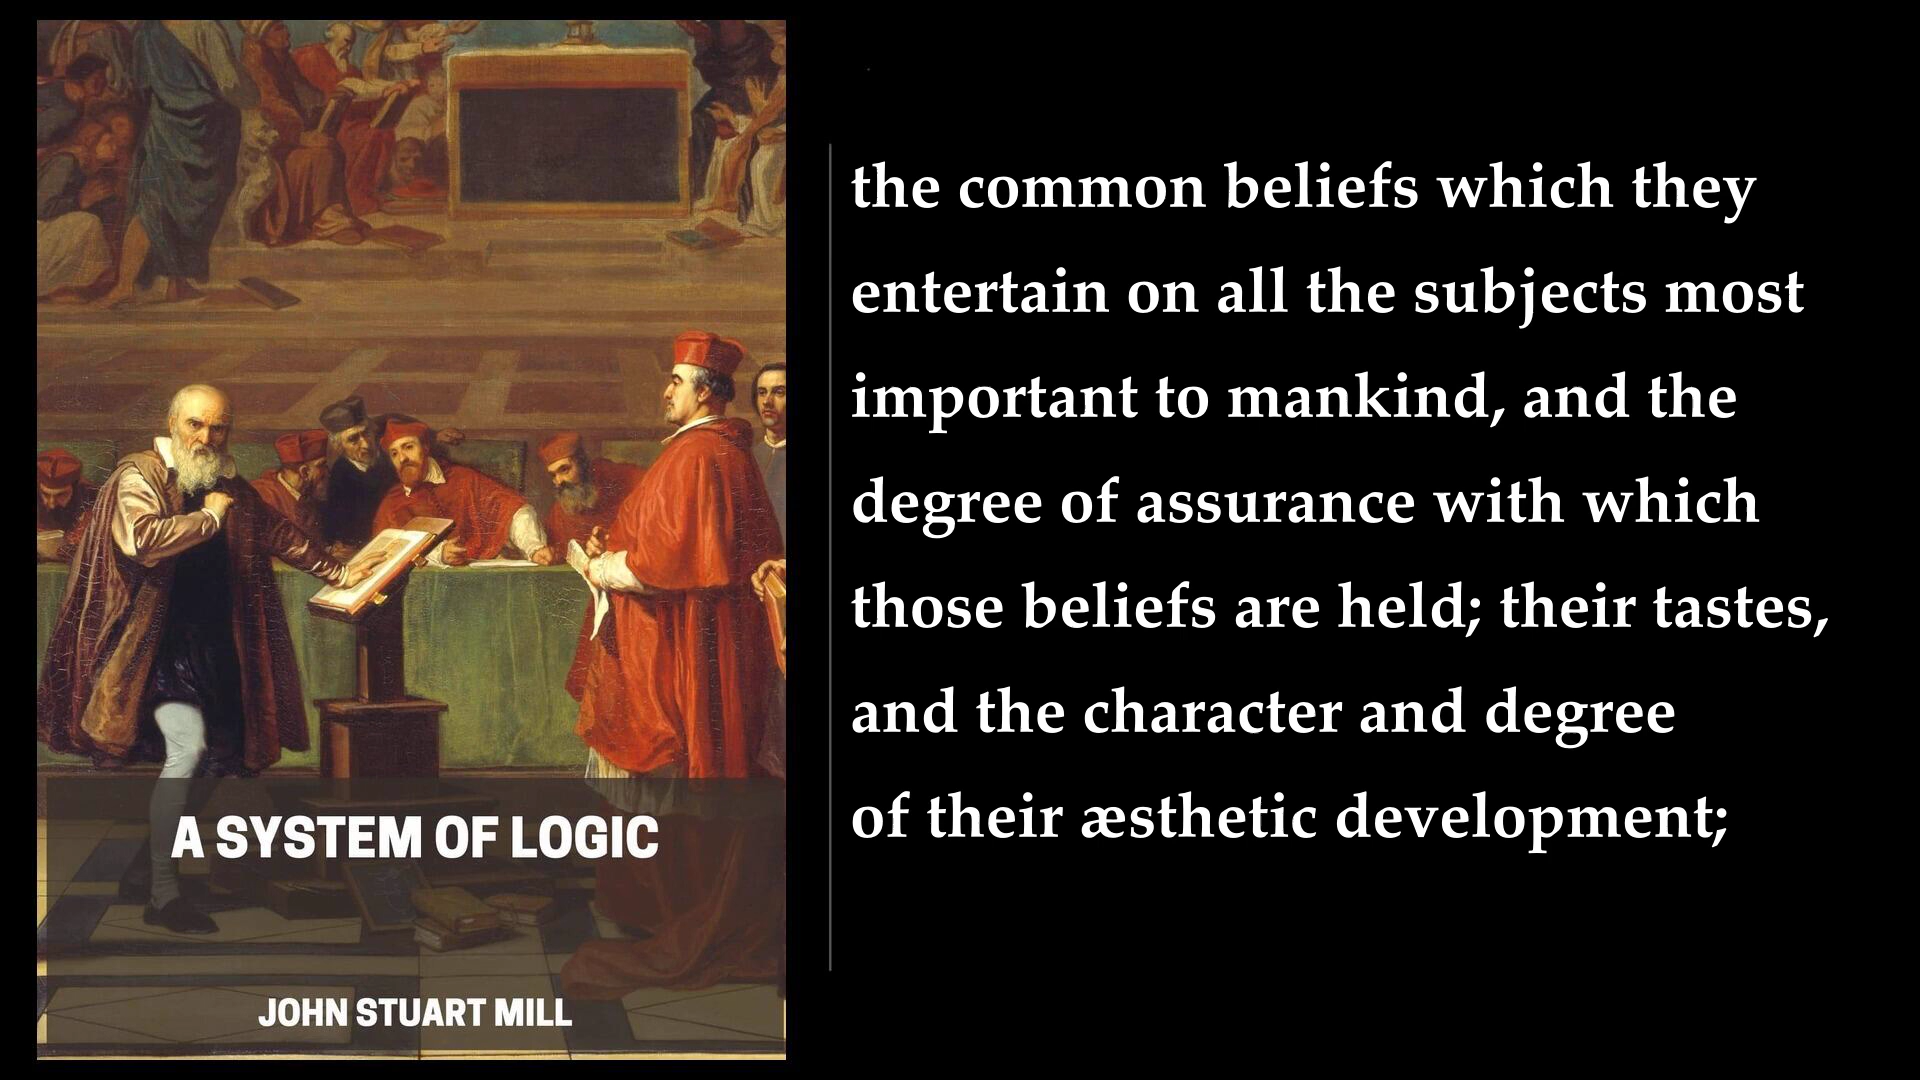 A SYSTEM OF LOGIC
JOHN STUART MILL
the common beliefs which they
entertain on all the subjects most
important to mankind, and the
degree of assurance with which
those beliefs are held; their tastes,
and the character and degree
of their æsthetic development;